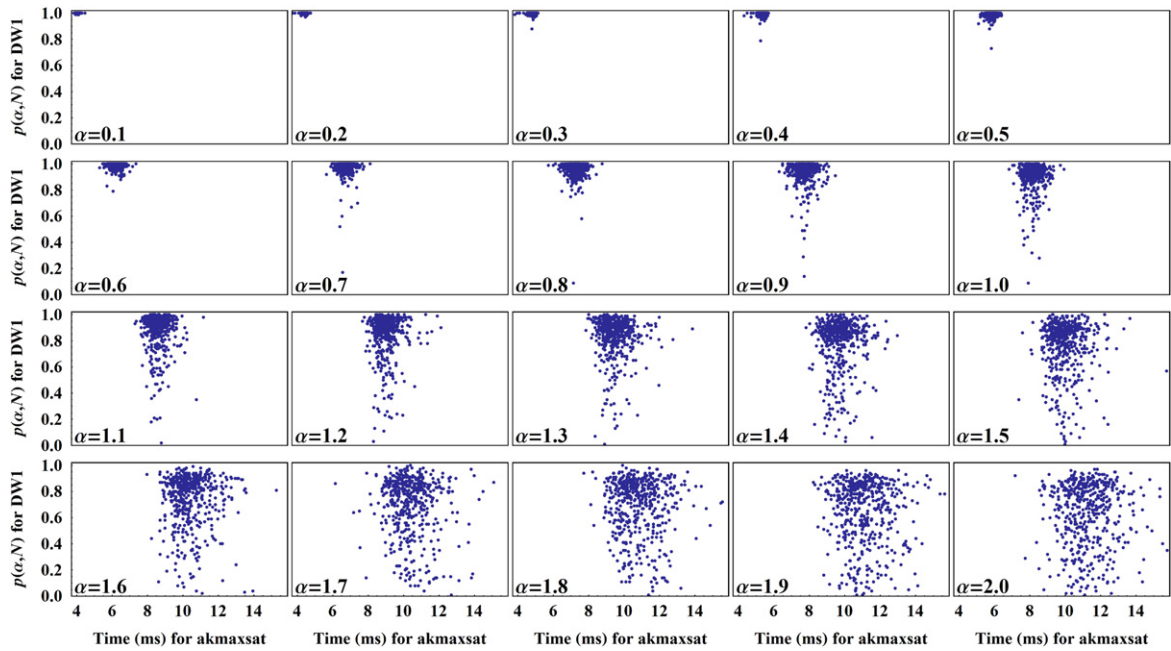 p(α,N) for DW1
1.0
0.8
0.6
0.4
0.2
0.0
α=0.1
α=0.2
α=0.3
α=0.4
α=0.5
p(α,N) for DW1
1.0
0.8
0.6
0.4
0.2
0.0
α=0.6
α=0.7
α=0.8
α=0.9
α=1.0
p(α,N) for DW1
1.0
0.8
0.6
0.4
0.2
0.0
α=1.1
α=1.2
α=1.3
α=1.4
α=1.5
p(α,N) for DW1
1.0
0.8
0.6
0.4
0.2
0.0
α=1.6
α=1.7
α=1.8
α=1.9
α=2.0
4 6 8 10 12 14
4 6 8 10 12 14
4 6 8 10 12 14
4 6 8 10 12 14
4 6 8 10 12 14
Time (ms) for akmaxsat
Time (ms) for akmaxsat
Time (ms) for akmaxsat
Time (ms) for akmaxsat
Time (ms) for akmaxsat